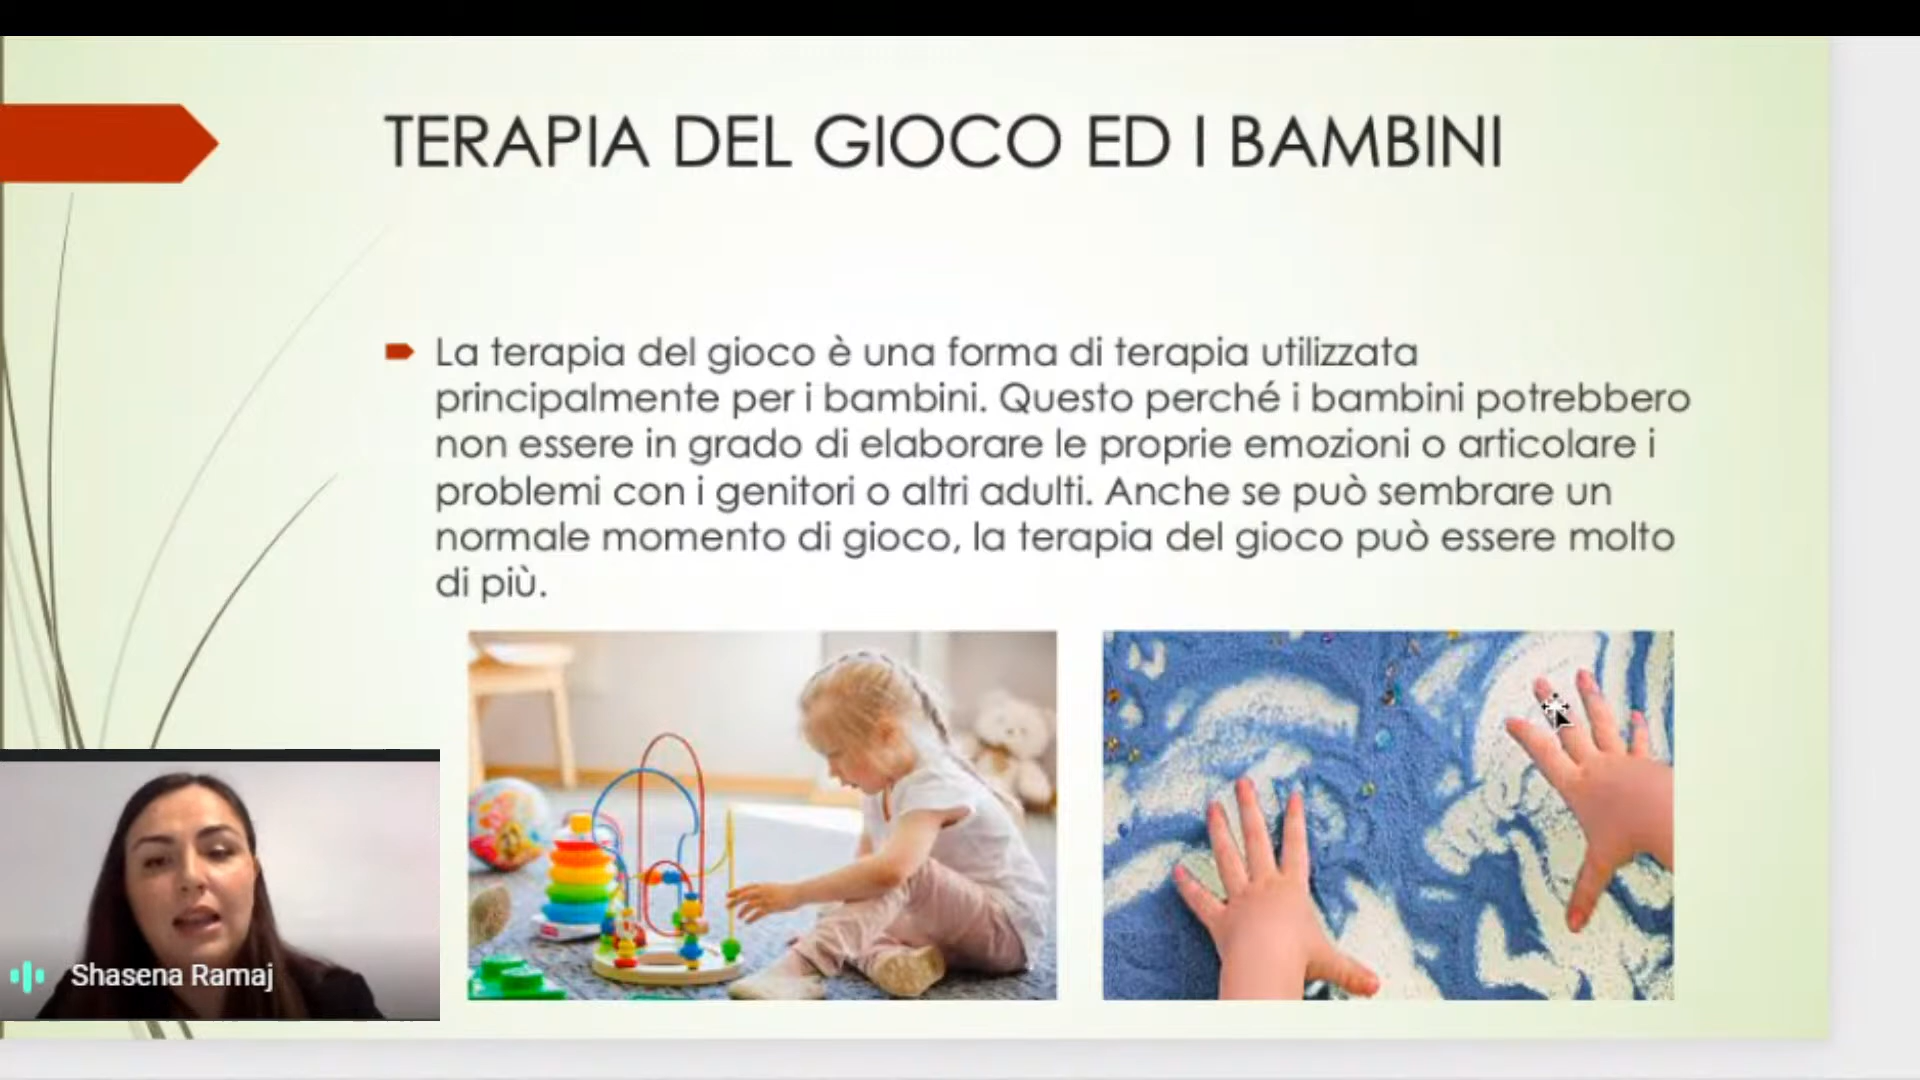 TERAPIA DEL GIOCO ED I BAMBINI
La terapia del gioco è una forma di terapia utilizzata
principalmente per i bambini. Questo perché i bambini potrebbero
non essere in grado di elaborare le proprie emozioni o articolare i
problemi con i genitori o altri adulti. Anche se può sembrare un
normale momento di gioco, la terapia del gioco può essere molto
di più.
Shasena Ramaj